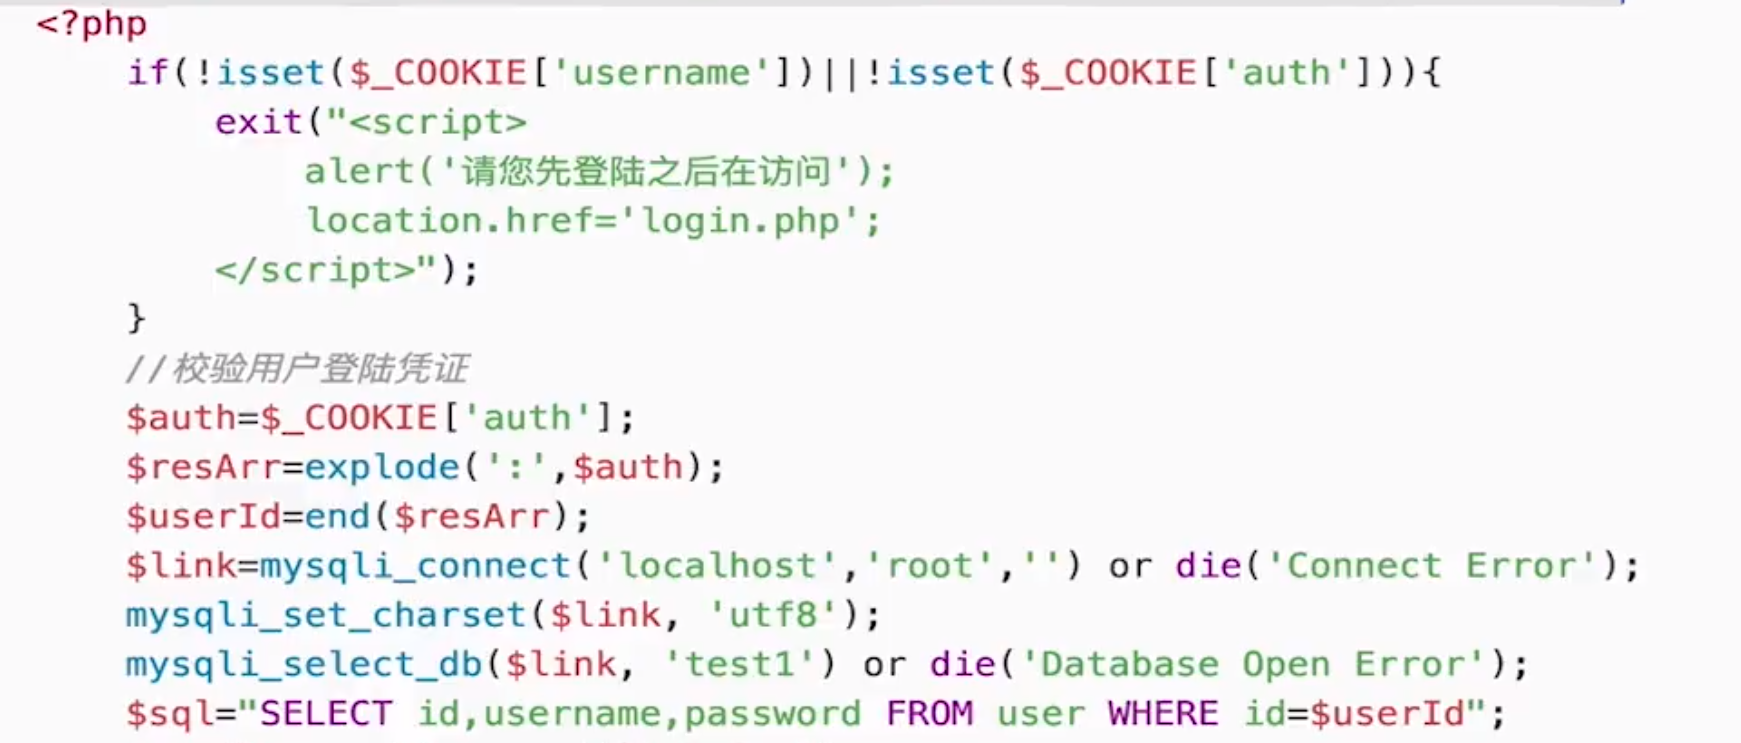 <?php
if(!isset($_COOKIE['username'])||!isset($_COOKIE['auth'])){
exit("<script>
alert('请您先登陆之后在访问');
location.href='login.php';
</script>");
}
//校验用户登陆凭证
$auth=$_COOKIE['auth'];
$resArr=explode(':',$auth);
$userId=end($resArr);
$link=mysqli_connect('localhost','root','') or die('Connect Error');
mysqli_set_charset($link, 'utf8');
mysqli_select_db($link, 'test1') or die('Database Open Error');
$sql="SELECT id,username,password FROM user WHERE id=$userId";